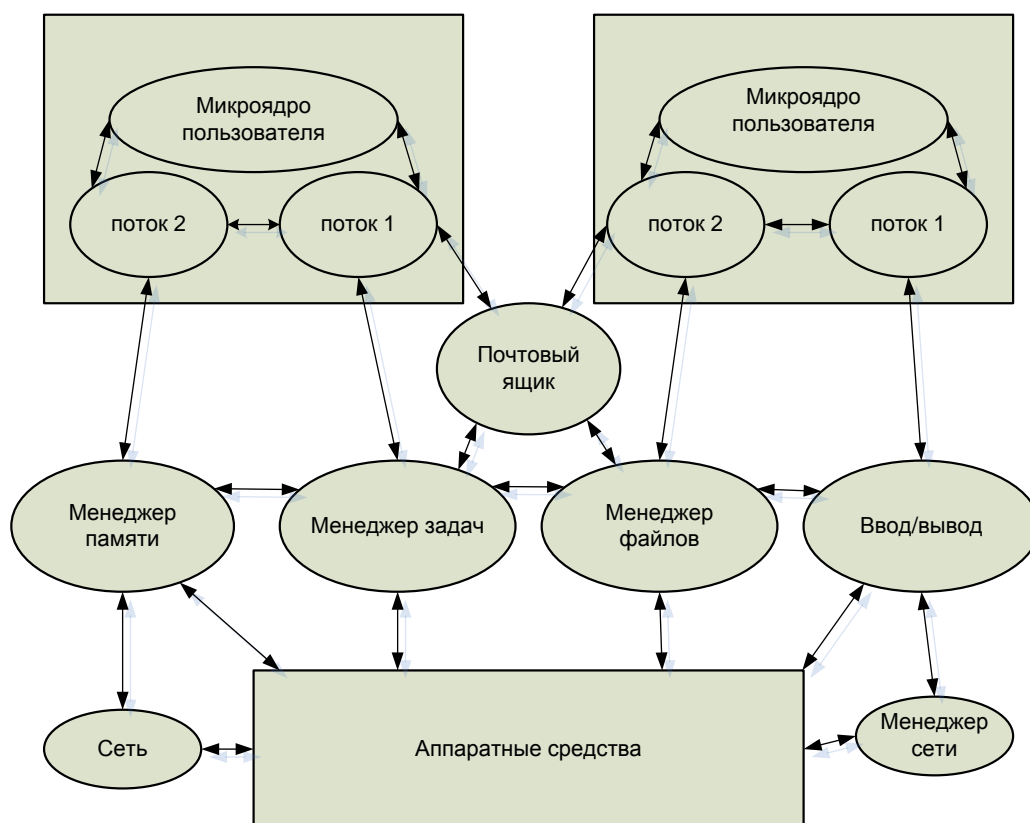 Микроядро
пользователя
поток 2
поток 1
Микроядро
пользователя
поток 2
поток 1
Почтовый
ящик
Менеджер
памяти
Менеджер задач
Менеджер
файлов
Ввод/вывод
Сеть
Аппаратные средства
Менеджер
сети